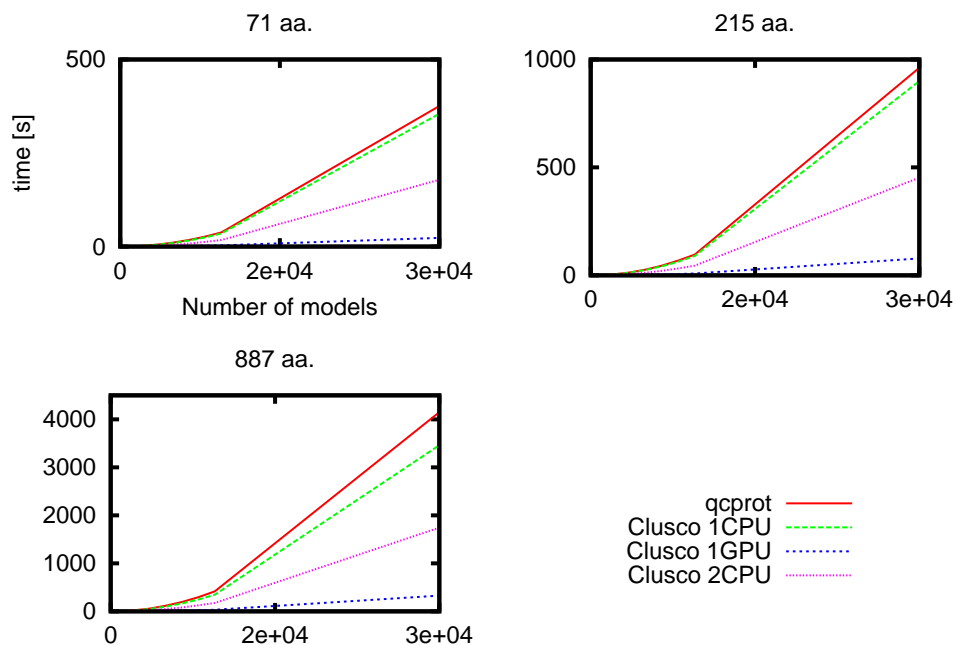 71 aa.
500
0
time [s]
0 2e+04 3e+04
Number of models
215 aa.
1000
500
0
0 2e+04 3e+04
887 aa.
4000
3000
2000
1000
0
0 2e+04 3e+04
qcprot
Clusco 1CPU
Clusco 1GPU
Clusco 2CPU